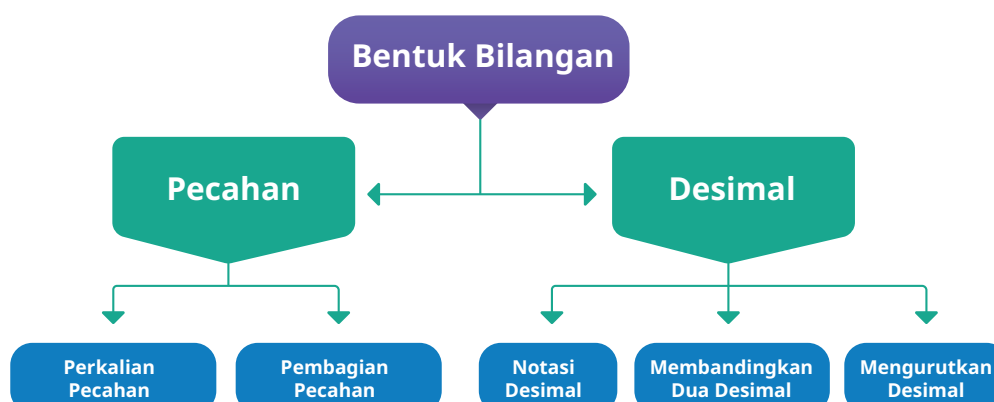 Bentuk Bilangan
Pecahan
Desimal
Perkalian
Pecahan
Pembagian
Pecahan
Notasi
Desimal
Membandingkan
Dua Desimal
Mengurutkan
Desimal